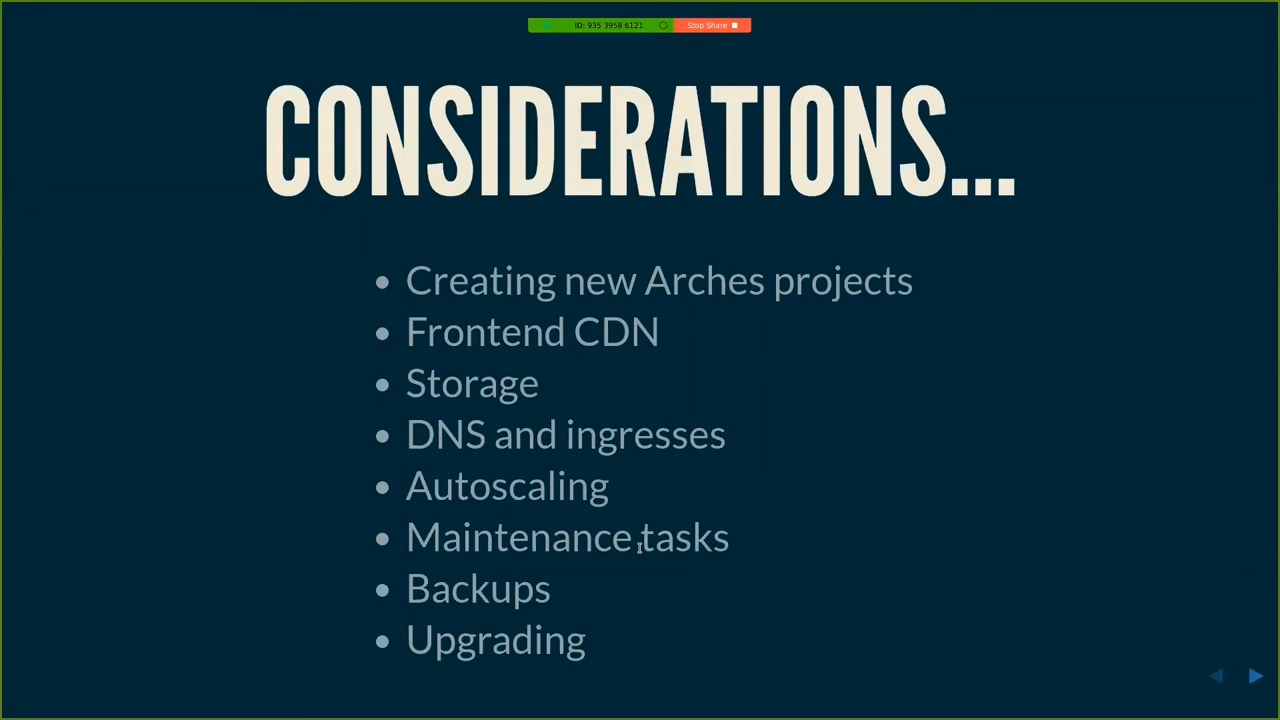 ID: 935 3958 6121
Stop Share
CONSIDERATIONS...
• Creating new Arches projects
• Frontend CDN
• Storage
• DNS and ingresses
• Autoscaling
• Maintenance tasks
• Backups
• Upgrading